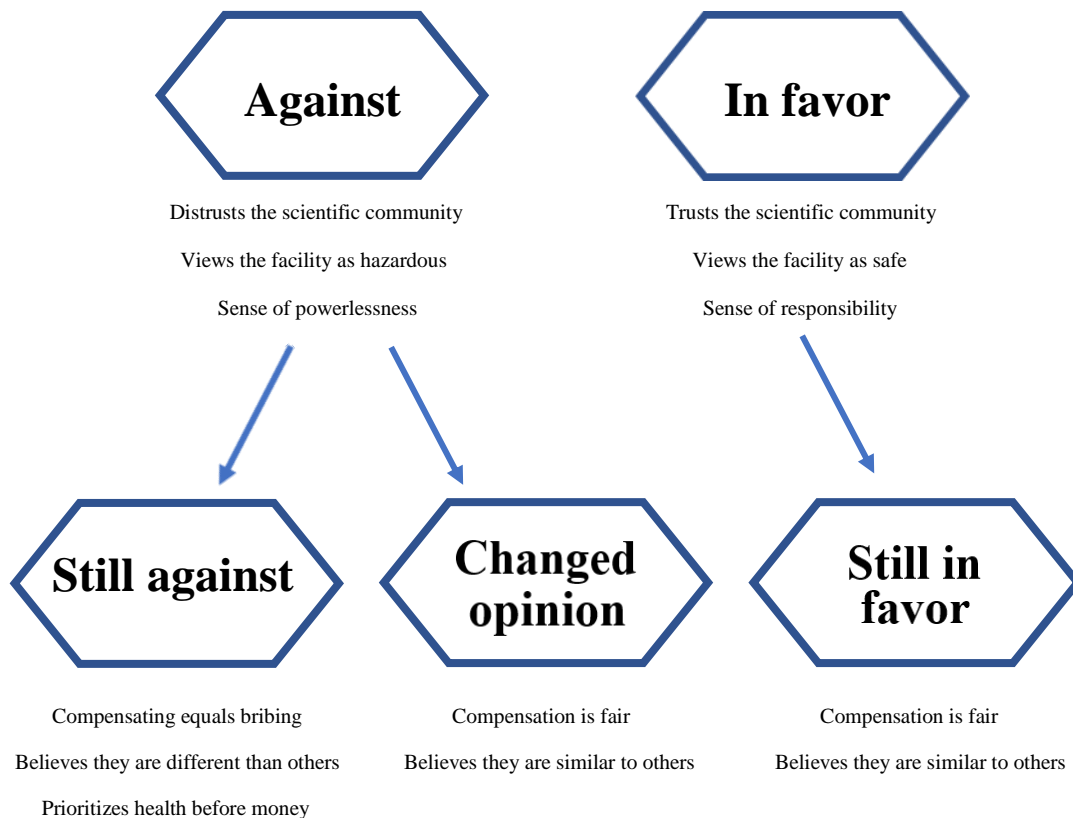 Against
In favor
Distrusts the scientific community
Views the facility as hazardous
Sense of powerlessness
Trusts the scientific community
Views the facility as safe
Sense of responsibility
Still against
Changed
opinion
Still in
favor
Compensating equals bribing
Believes they are different than others
Prioritizes health before money
Compensation is fair
Believes they are similar to others
Compensation is fair
Believes they are similar to others